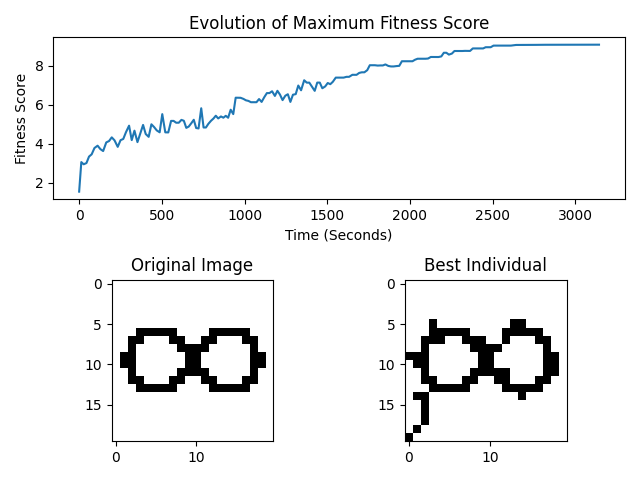 Evolution of Maximum Fitness Score
Fitness Score
8
6
4
2
0 500 1000 1500 2000 2500 3000
Time (Seconds)
Original Image
0
5
10
15
0 10
Best Individual
0
5
10
15
0 10